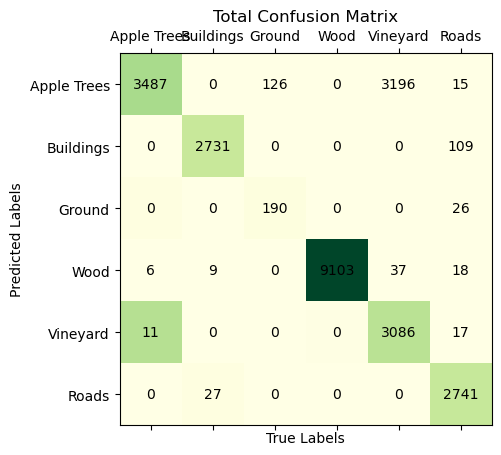 Total Confusion Matrix
Apple Trees Buildings Ground Wood Vineyard Roads
Apple Trees 3487 0 126 0 3196 15
Buildings 0 2731 0 0 0 109
Ground 0 0 190 0 0 26
Wood 6 9 0 9103 37 18
Vineyard 11 0 0 0 3086 17
Roads 0 27 0 0 0 2741
Predicted Labels
True Labels